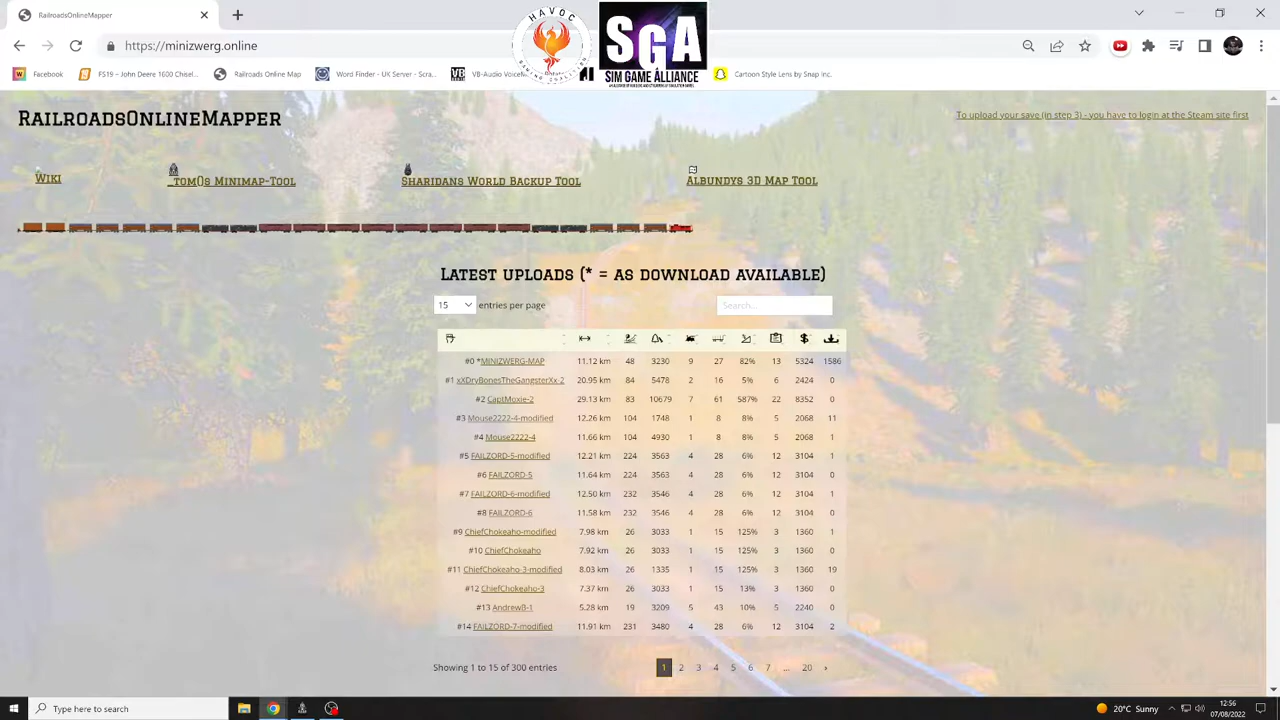 RailroadsOnlineMapper
https://minizwerg.online
HAVOC
GAMING COALITION
SGA
SIM GAME ALLIANCE
Facebook
FS19 – John Deere 1600 Chisel...
Railroads Online Map
Word Finder - UK Server - Scra...
VB-Audio VoiceM
Cartoon Style Lens by Snap Inc.
RailroadsOnlineMapper
To upload your save (in step 3) - you have to login at the Steam site first
Wiki
_tom()s Minimap-Tool
Sharidans World Backup Tool
Albundys 3D Map Tool
Latest uploads (* = as download available)
15 entries per page
Search...
#0 *MINIZWERG-MAP 11.12 km 48 3230 9 27 82% 13 5324 1586
#1 xXDryBonesTheGangsterXx-2 20.95 km 84 5478 2 16 5% 6 2424 0
#2 CaptMoxie-2 29.13 km 83 10679 7 61 587% 22 8352 0
#3 Mouse2222-4-modified 12.26 km 104 1748 1 8 8% 5 2068 11
#4 Mouse2222-4 11.66 km 104 4930 1 8 8% 5 2068 1
#5 FAILZORD-5-modified 12.21 km 224 3563 4 28 6% 12 3104 1
#6 FAILZORD-5 11.64 km 224 3563 4 28 6% 12 3104 0
#7 FAILZORD-6-modified 12.50 km 232 3546 4 28 6% 12 3104 1
#8 FAILZORD-6 11.58 km 232 3546 4 28 6% 12 3104 0
#9 ChiefChokeaho-modified 7.98 km 26 3033 1 15 125% 3 1360 1
#10 ChiefChokeaho 7.92 km 26 3033 1 15 125% 3 1360 0
#11 ChiefChokeaho-3-modified 8.03 km 26 1335 1 15 125% 3 1360 19
#12 ChiefChokeaho-3 7.37 km 26 3033 1 15 13% 3 1360 0
#13 Andrew8-1 5.28 km 19 3209 5 43 10% 5 2240 0
#14 FAILZORD-7-modified 11.91 km 231 3480 4 28 6% 12 3104 2
Showing 1 to 15 of 300 entries
1 2 3 4 5 6 7 ... 20 »
Type here to search
20°C Sunny
12:56
07/08/2022